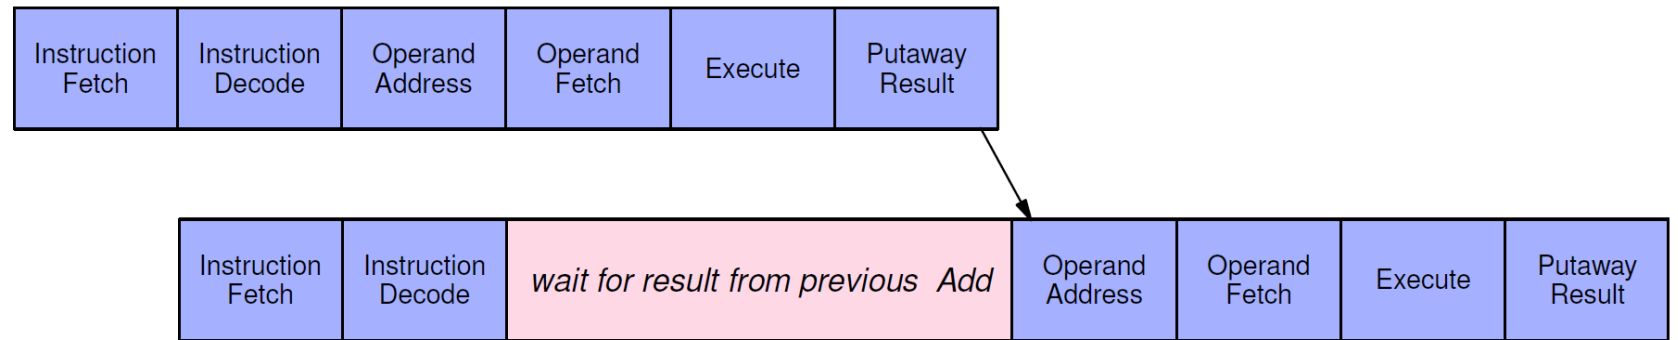 Instruction
Fetch
Instruction
Decode
Operand
Address
Operand
Fetch
Execute
Putaway
Result
Instruction
Fetch
Instruction
Decode
wait for result from previous Add
Operand
Address
Operand
Fetch
Execute
Putaway
Result